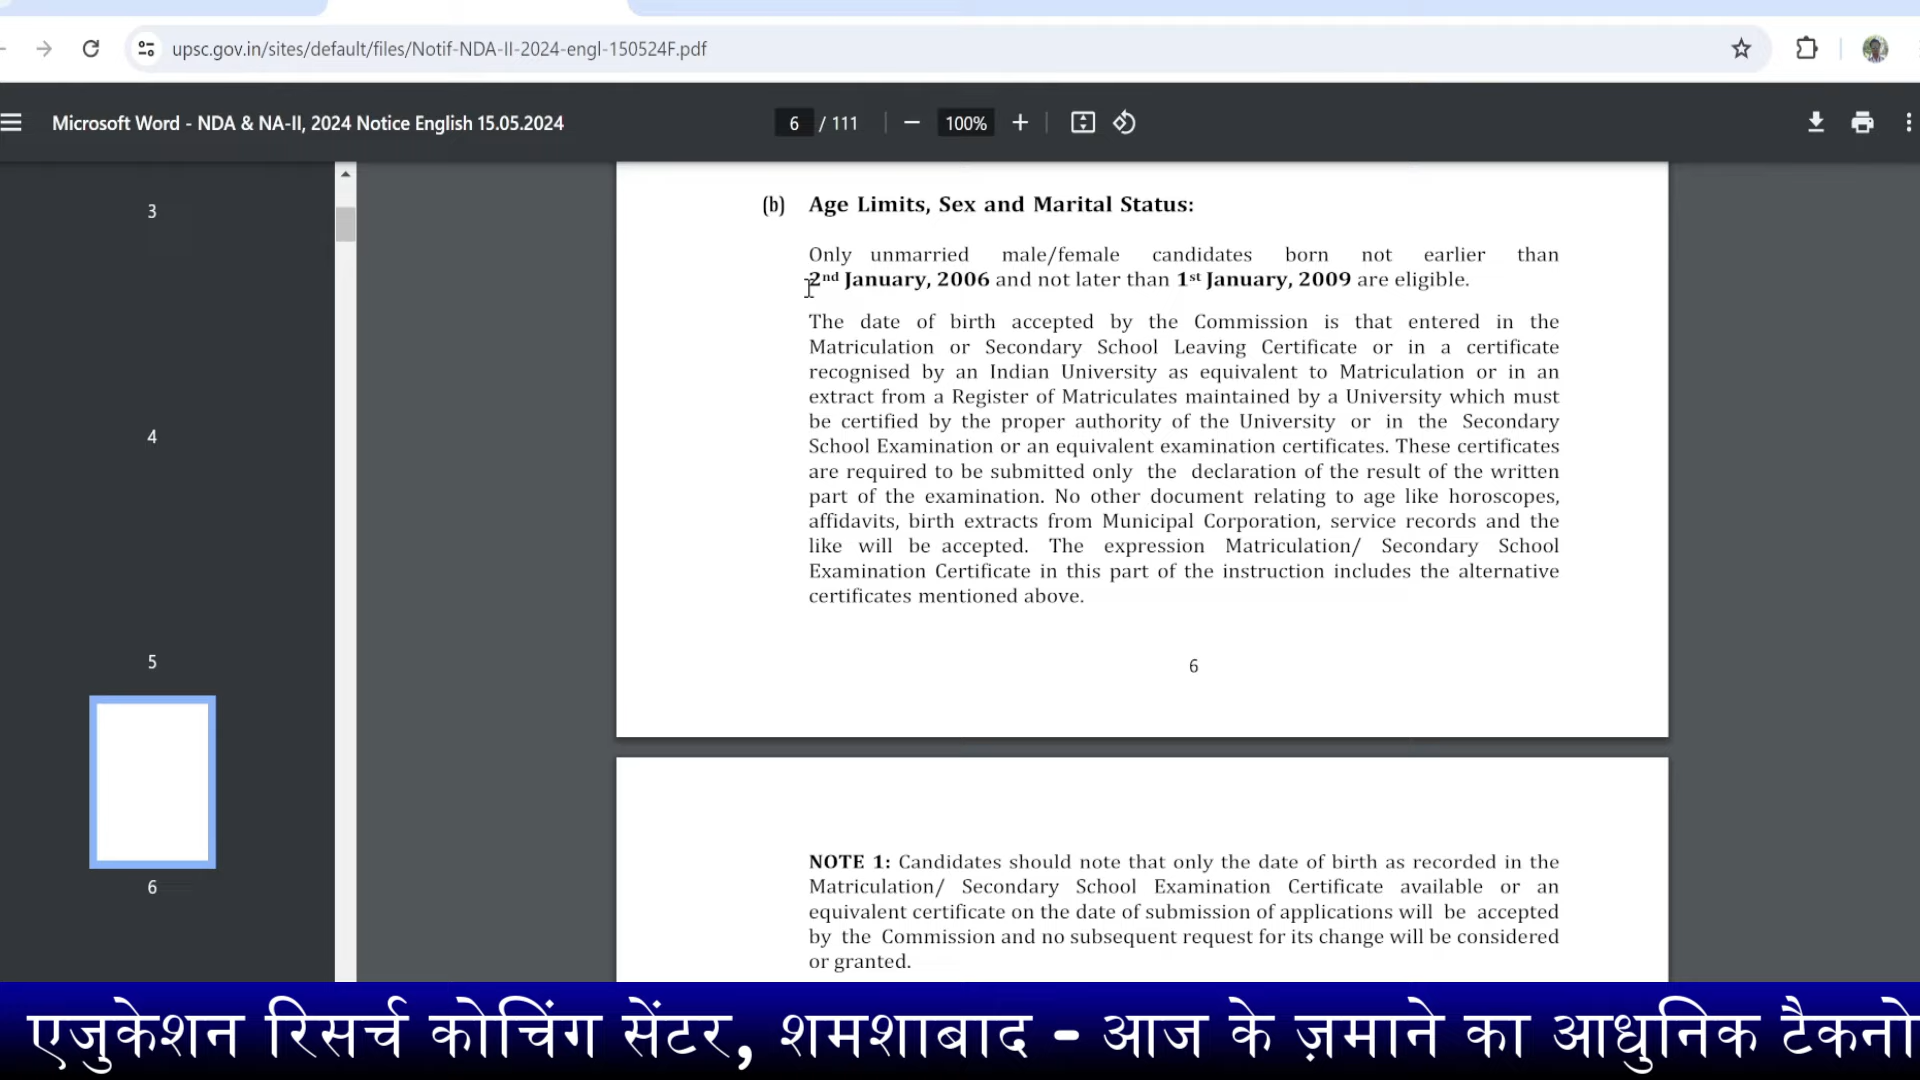 upsc.gov.in/sites/default/files/Notif-NDA-II-2024-engl-150524F.pdf
Microsoft Word - NDA & NA-II, 2024 Notice English 15.05.2024
6 / 111
100%
3
4
5
6
(b) Age Limits, Sex and Marital Status:
Only unmarried male/female candidates born not earlier than
2nd January, 2006 and not later than 1st January, 2009 are eligible.
The date of birth accepted by the Commission is that entered in the
Matriculation or Secondary School Leaving Certificate or in a certificate
recognised by an Indian University as equivalent to Matriculation or in an
extract from a Register of Matriculates maintained by a University which must
be certified by the proper authority of the University or in the Secondary
School Examination or an equivalent examination certificates. These certificates
are required to be submitted only the declaration of the result of the written
part of the examination. No other document relating to age like horoscopes,
affidavits, birth extracts from Municipal Corporation, service records and the
like will be accepted. The expression Matriculation/ Secondary School
Examination Certificate in this part of the instruction includes the alternative
certificates mentioned above.
6
NOTE 1: Candidates should note that only the date of birth as recorded in the
Matriculation/ Secondary School Examination Certificate available or an
equivalent certificate on the date of submission of applications will be accepted
by the Commission and no subsequent request for its change will be considered
or granted.
एजुकेशन रिसर्च कोचिंग सेंटर, शमशाबाद - आज के ज़माने का आधुनिक टैकनो